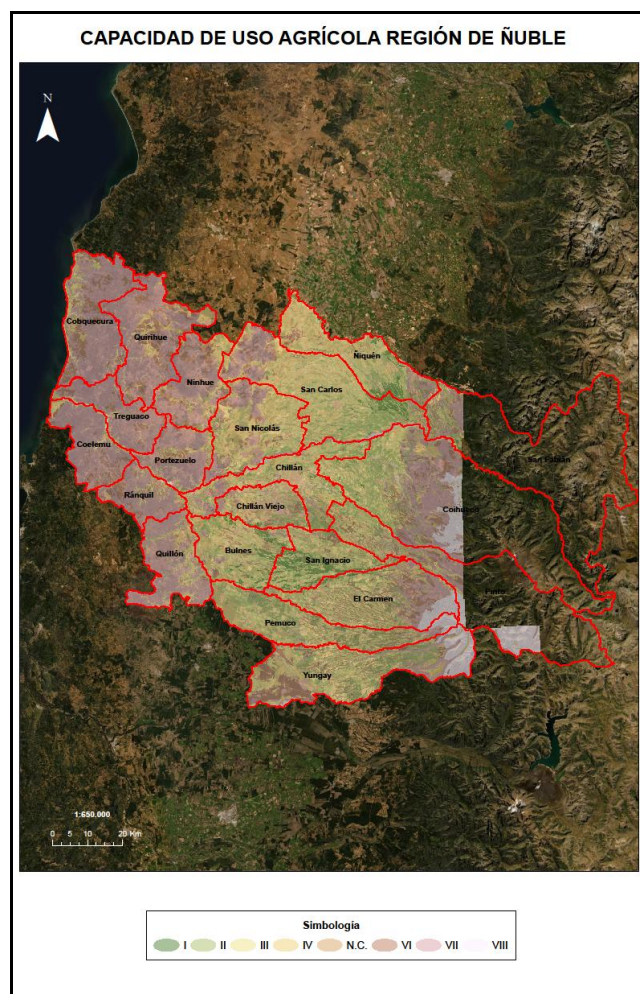 CAPACIDAD DE USO AGRÍCOLA REGIÓN DE ÑUBLE
N
Cobquecura
Quirihue
Ñiquén
Ninhue
San Carlos
Treguaco
San Nicolás
Coelemu
Portezuelo
San Fabián
Chillán
Ránquil
Chillán Viejo
Coihueco
Quillón
Bulnes
San Ignacio
Pinto
El Carmen
Pemuco
Yungay
1:650.000
0 5 10 20 Km
Simbología
I II III IV N.C. VI VII VIII